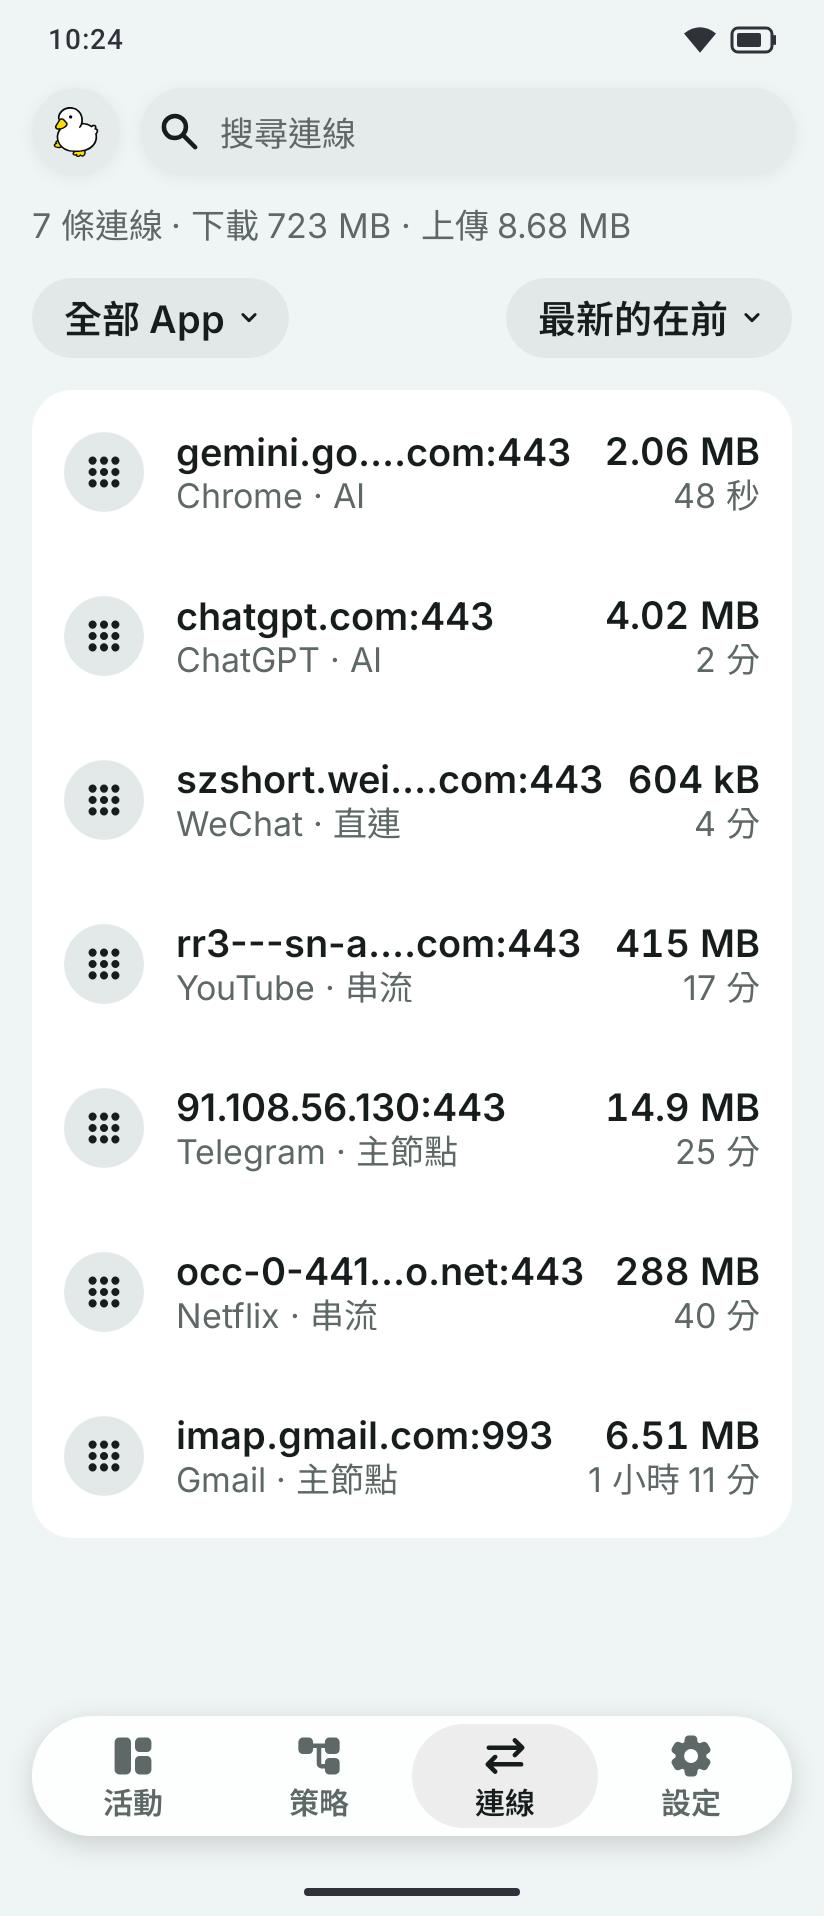 10:24
搜尋連線
7 條連線 · 下載 723 MB · 上傳 8.68 MB
全部 App
最新的在前
gemini.go....com:443 2.06 MB
Chrome · AI 48 秒
chatgpt.com:443 4.02 MB
ChatGPT · AI 2 分
szshort.wei....com:443 604 kB
WeChat · 直連 4 分
rr3---sn-a....com:443 415 MB
YouTube · 串流 17 分
91.108.56.130:443 14.9 MB
Telegram · 主節點 25 分
occ-0-441...o.net:443 288 MB
Netflix · 串流 40 分
imap.gmail.com:993 6.51 MB
Gmail · 主節點 1 小時 11 分
活動 策略 連線 設定